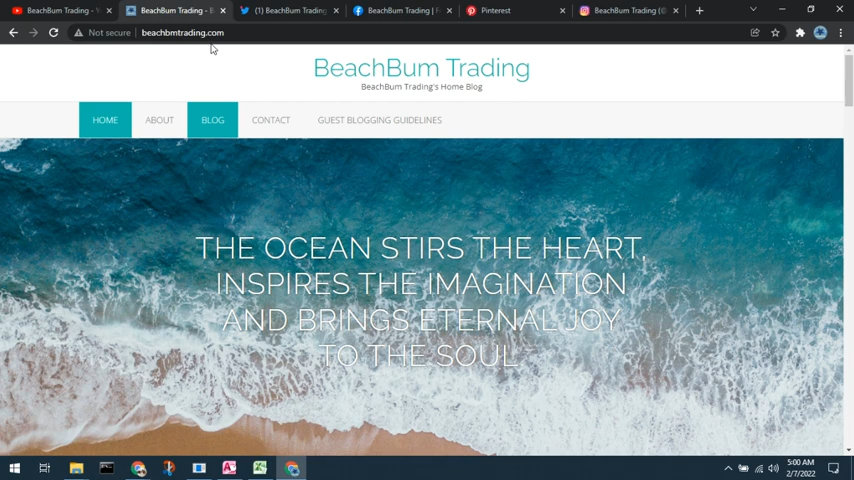 BeachBum Trading - Y
BeachBum Trading - B
(1) BeachBum Trading
BeachBum Trading | F
Pinterest
BeachBum Trading (@
Not secure
beachbmtrading.com
BeachBum Trading
BeachBum Trading's Home Blog
HOME
ABOUT
BLOG
CONTACT
GUEST BLOGGING GUIDELINES
THE OCEAN STIRS THE HEART,
INSPIRES THE IMAGINATION
AND BRINGS ETERNAL JOY
TO THE SOUL
5:00 AM
2/7/2022